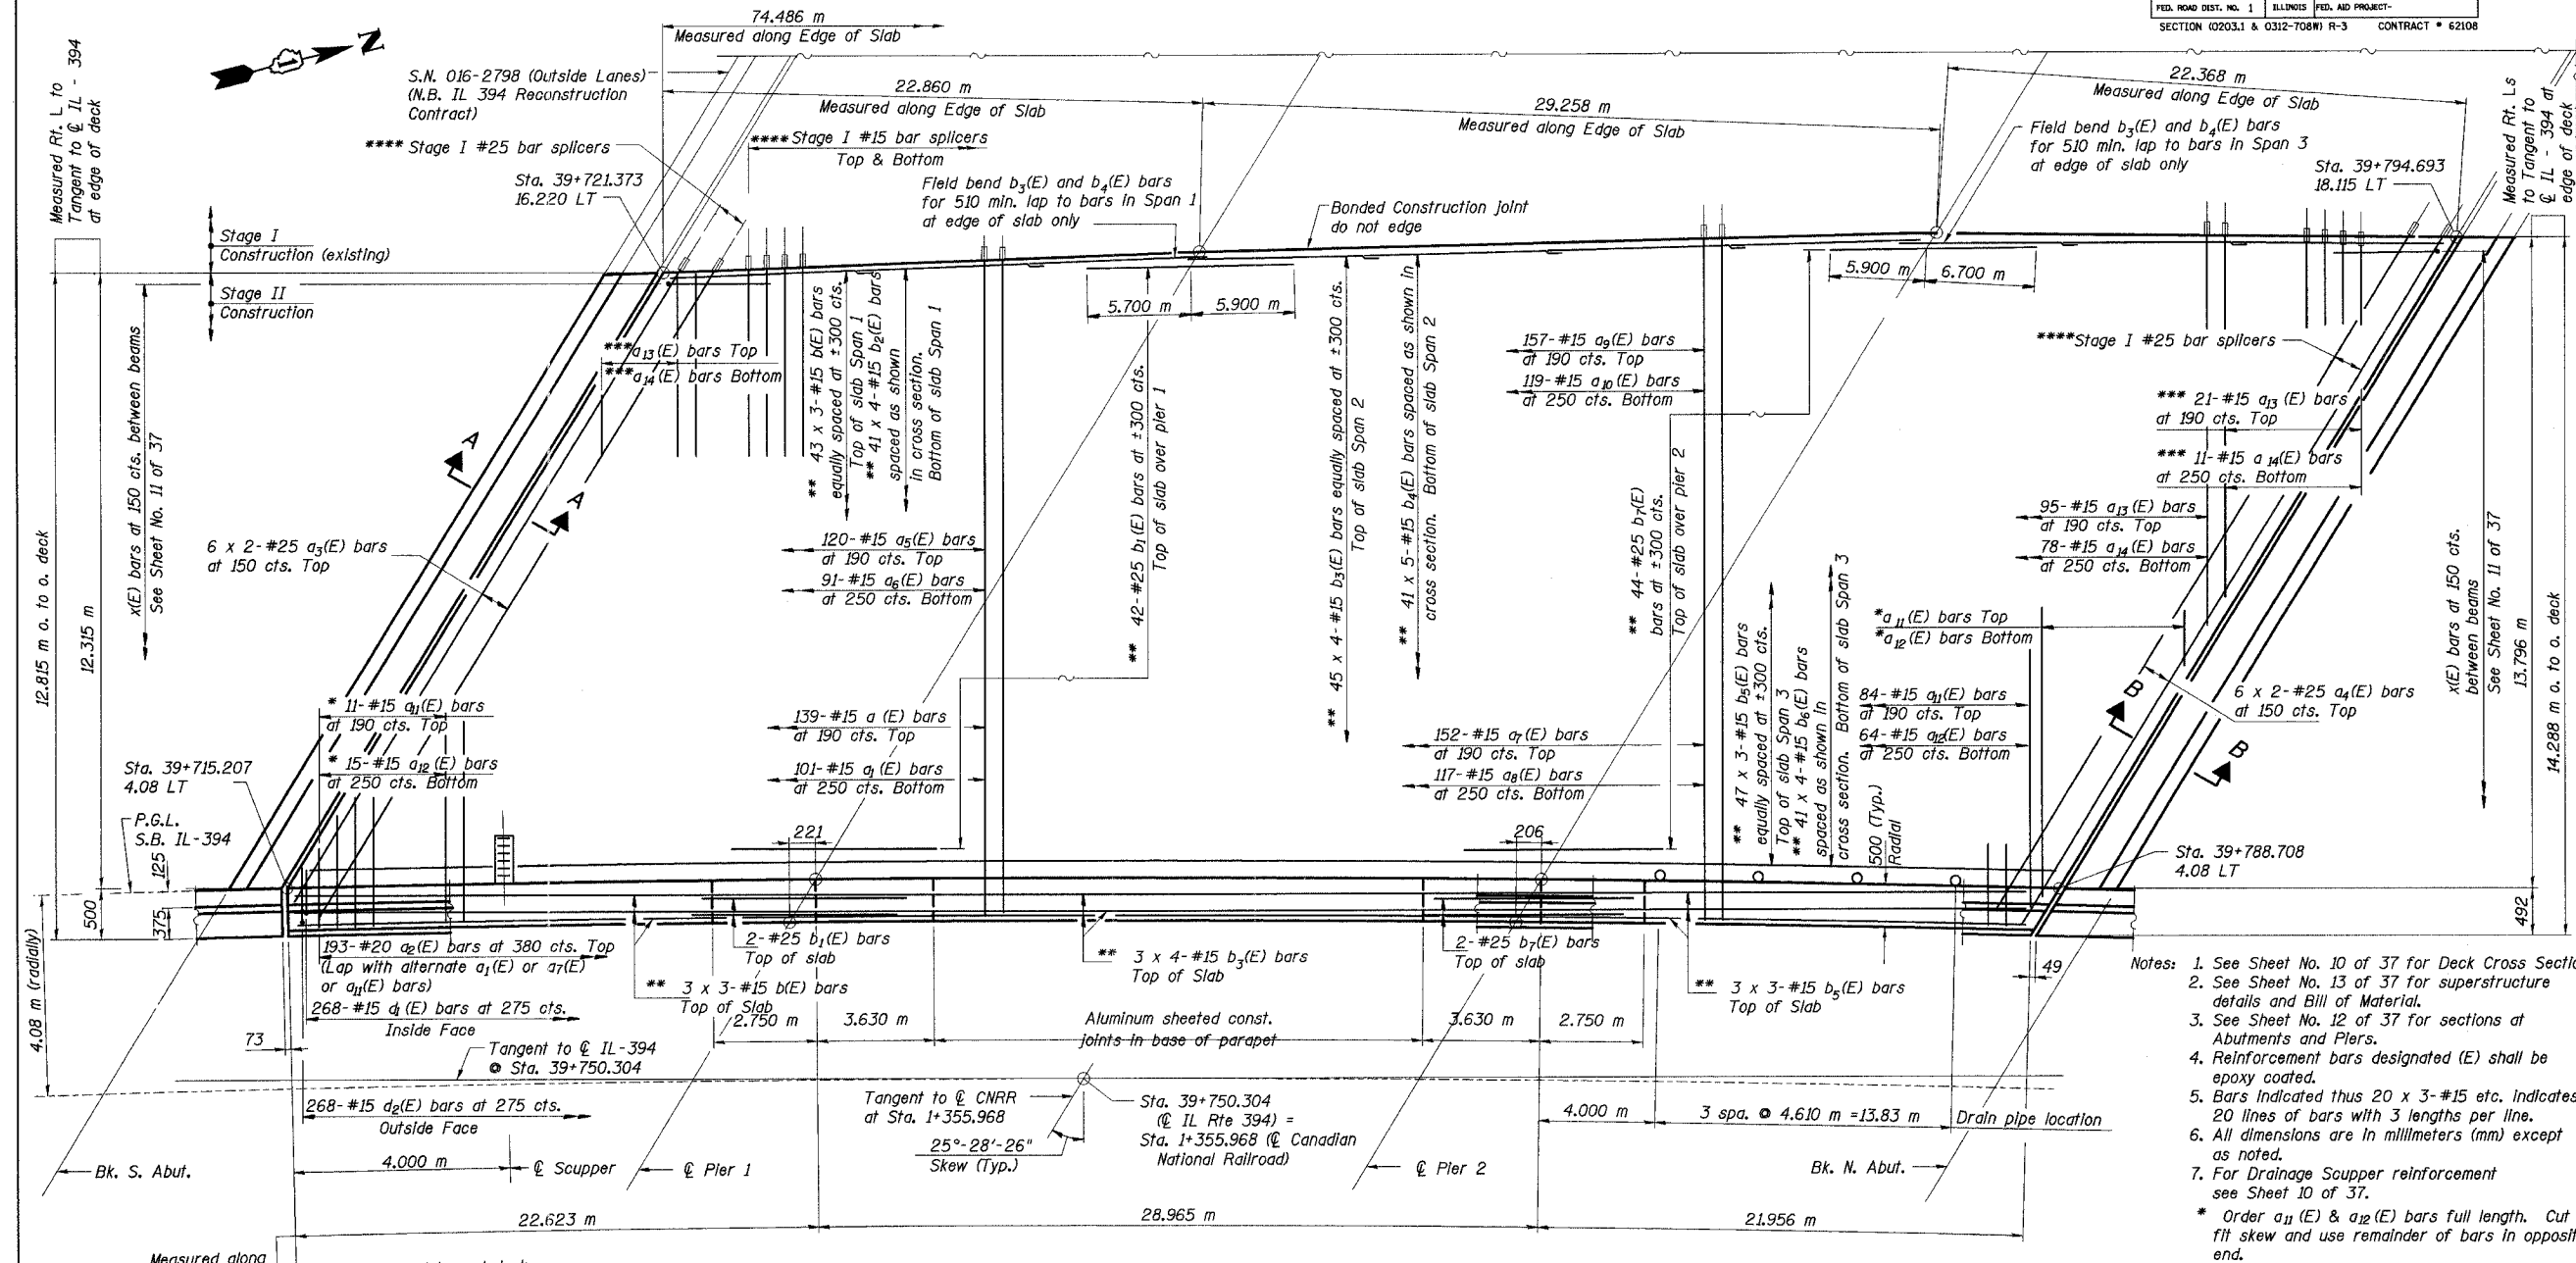 FED. ROAD DIST. NO. 1 ILLINOIS FED. AID PROJECT-
SECTION (0203.1 & 0312-708W) R-3 CONTRACT * 62108
74.486 m
Measured along Edge of Slab
N
1
Measured Rt. L to
Tangent to ℄ IL - 394
at edge of deck
S.N. 016-2798 (Outside Lanes)
(N.B. IL 394 Reconstruction
Contract)
22.860 m
Measured along Edge of Slab
29.258 m
Measured along Edge of Slab
22.368 m
Measured along Edge of Slab
Measured Rt. Ls
to Tangent to
℄ IL - 394 at
edge of deck
**** Stage I #25 bar splicers
****Stage I #15 bar splicers
Top & Bottom
Sta. 39+721.373
16.220 LT
Field bend b3(E) and b4(E) bars
for 510 min. lap to bars in Span 1
at edge of slab only
Bonded Construction joint
do not edge
Field bend b3(E) and b4(E) bars
for 510 min. lap to bars in Span 3
at edge of slab only
Sta. 39+794.693
18.115 LT
Stage I
Construction (existing)
Stage II
Construction
5.700 m
5.900 m
5.900 m
6.700 m
x(E) bars at 150 cts. between beams
See Sheet No. 11 of 37
***a13(E) bars Top
***a14(E) bars Bottom
** 43 x 3-#15 b(E) bars
equally spaced at ±300 cts.
Top of slab Span 1
** 41 x 4-#15 b2(E) bars
spaced as shown
in cross section.
Bottom of slab Span 1
** 42-#25 b1(E) bars at ±300 cts.
Top of slab over pier 1
** 45 x 4-#15 b3(E) bars equally spaced at ±300 cts.
Top of slab Span 2
** 41 x 5-#15 b4(E) bars spaced as shown in
cross section. Bottom of slab Span 2
157-#15 a9(E) bars
at 190 cts. Top
119-#15 a10(E) bars
at 250 cts. Bottom
** 44-#25 b7(E)
bars at ±300 cts.
Top of slab over pier 2
****Stage I #25 bar splicers
*** 21-#15 a13 (E) bars
at 190 cts. Top
*** 11-#15 a14(E) bars
at 250 cts. Bottom
95-#15 a13 (E) bars
at 190 cts. Top
78-#15 a14(E) bars
at 250 cts. Bottom
A
A
12.815 m o. to o. deck
12.315 m
6 x 2-#25 a3(E) bars
at 150 cts. Top
120-#15 a5(E) bars
at 190 cts. Top
91-#15 a6(E) bars
at 250 cts. Bottom
** 47 x 3-#15 b5(E) bars
equally spaced at ±300 cts.
Top of slab Span 3
** 41 x 4-#15 b6(E) bars
spaced as shown in
cross section. Bottom of slab Span 3
*a11(E) bars Top
*a12(E) bars Bottom
x(E) bars at 150 cts.
between beams
See Sheet No. 11 of 37
13.796 m
14.288 m o. to o. deck
* 11-#15 a11(E) bars
at 190 cts. Top
* 15-#15 a12(E) bars
at 250 cts. Bottom
139-#15 a (E) bars
at 190 cts. Top
101-#15 a1 (E) bars
at 250 cts. Bottom
152-#15 a7(E) bars
at 190 cts. Top
117-#15 a8(E) bars
at 250 cts. Bottom
84-#15 a11(E) bars
at 190 cts. Top
64-#15 a12(E) bars
at 250 cts. Bottom
B
B
6 x 2-#25 a4(E) bars
at 150 cts. Top
Sta. 39+715.207
4.08 LT
P.G.L.
S.B. IL-394
221
206
500 (Typ.)
Radial
Sta. 39+788.708
4.08 LT
125
500
375
492
4.08 m (radially)
193-#20 a2(E) bars at 380 cts. Top
(Lap with alternate a1(E) or a7(E)
or a11(E) bars)
268-#15 d1(E) bars at 275 cts.
Inside Face
2-#25 b1(E) bars
Top of slab
** 3 x 3-#15 b(E) bars
Top of Slab
** 3 x 4-#15 b3(E) bars
Top of Slab
2-#25 b7(E) bars
Top of slab
** 3 x 3-#15 b5(E) bars
Top of Slab
49
73
2.750 m
3.630 m
Aluminum sheeted const.
joints in base of parapet
3.630 m
2.750 m
Tangent to ℄ IL-394
@ Sta. 39+750.304
268-#15 d2(E) bars at 275 cts.
Outside Face
Tangent to ℄ CNRR
at Sta. 1+355.968
25°-28'-26"
Skew (Typ.)
Sta. 39+750.304
(℄ IL Rte 394) =
Sta. 1+355.968 (℄ Canadian
National Railroad)
4.000 m
3 spa. @ 4.610 m =13.83 m
Drain pipe location
Bk. S. Abut.
4.000 m
℄ Scupper
℄ Pier 1
℄ Pier 2
Bk. N. Abut.
22.623 m
28.965 m
21.956 m
Measured along
Notes: 1. See Sheet No. 10 of 37 for Deck Cross Sectio
2. See Sheet No. 13 of 37 for superstructure
details and Bill of Material.
3. See Sheet No. 12 of 37 for sections at
Abutments and Piers.
4. Reinforcement bars designated (E) shall be
epoxy coated.
5. Bars indicated thus 20 x 3-#15 etc. indicates
20 lines of bars with 3 lengths per line.
6. All dimensions are in millimeters (mm) except
as noted.
7. For Drainage Scupper reinforcement
see Sheet 10 of 37.
* Order a11 (E) & a12 (E) bars full length. Cut
fit skew and use remainder of bars in opposit
end.